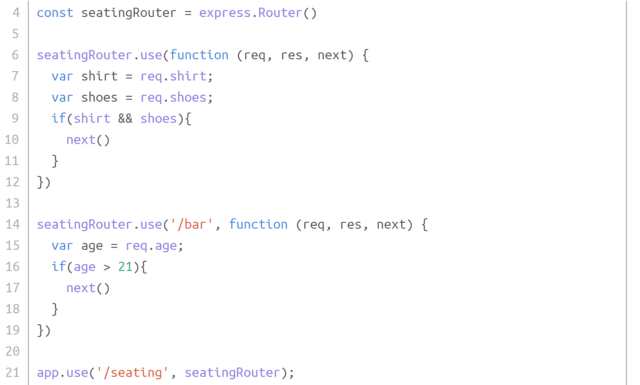 4 const seatingRouter = express.Router()
5
6 seatingRouter.use(function (req, res, next) {
7   var shirt = req.shirt;
8   var shoes = req.shoes;
9   if(shirt && shoes){
10     next()
11   }
12 })
13
14 seatingRouter.use('/bar', function (req, res, next) {
15   var age = req.age;
16   if(age > 21){
17     next()
18   }
19 })
20
21 app.use('/seating', seatingRouter);